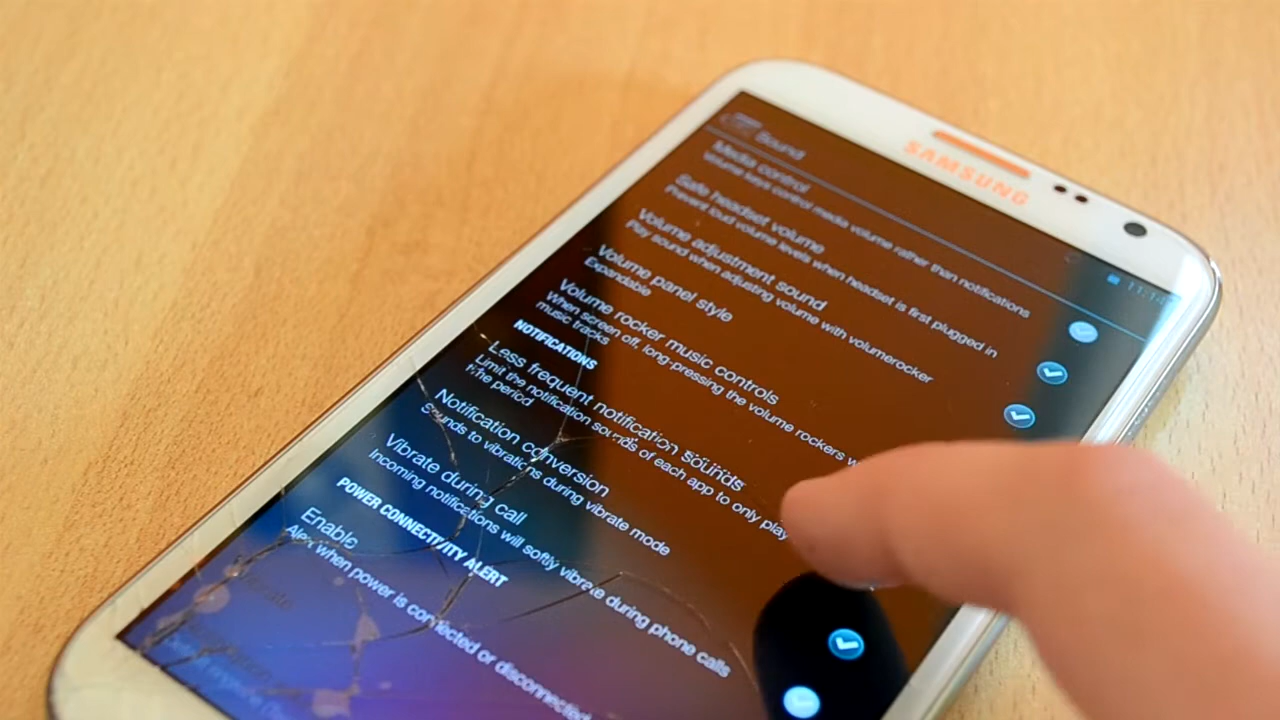 SAMSUNG
Sound
Media control
Volume keys control media volume rather than notifications
Safe headset volume
Prevent loud volume levels when headset is first plugged in
Volume adjustment sound
Play sound when adjusting volume with volumerocker
Volume panel style
Expandable
Volume rocker music controls
When screen off, long-pressing the volume rockers
music tracks
NOTIFICATIONS
Less frequent notification sounds
Limit the notification sounds of each app to only play
the period
Notification conversion
Sounds to vibrations during vibrate mode
Vibrate during call
Incoming notifications will softly vibrate during phone calls
POWER CONNECTIVITY ALERT
Enable
Alert when power is connected or disconnected